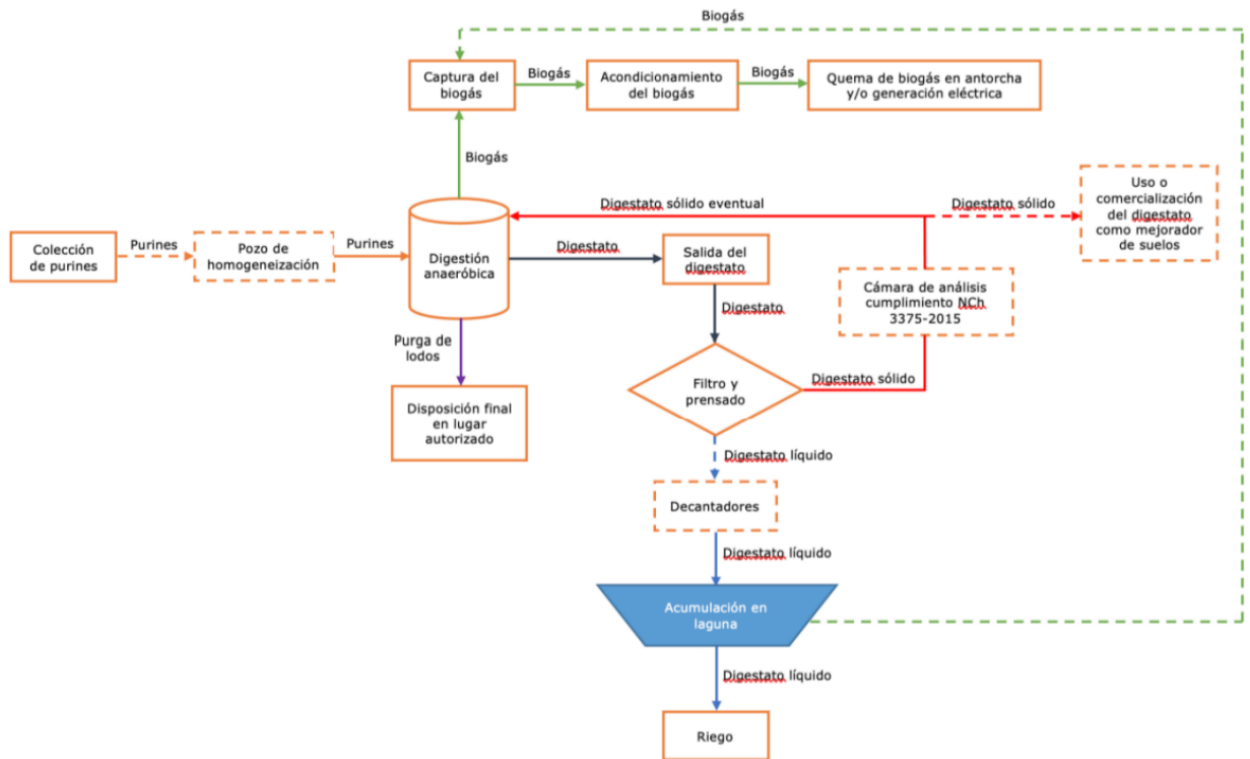 Biogás
Captura del
biogás
Biogás
Acondicionamiento
del biogás
Biogás
Quema de biogás en antorcha
y/o generación eléctrica
Biogás
Colección
de purines
Purines
Pozo de
homogeneización
Purines
Digestión
anaeróbica
Digestato sólido eventual
Digestato sólido
Uso o
comercialización
del digestato
como mejorador
de suelos
Digestato
Salida del
digestato
Cámara de análisis
cumplimiento NCh
3375-2015
Digestato
Purga de
lodos
Disposición final
en lugar
autorizado
Filtro y
prensado
Digestato sólido
Digestato líquido
Decantadores
Digestato líquido
Acumulación en
laguna
Digestato líquido
Riego